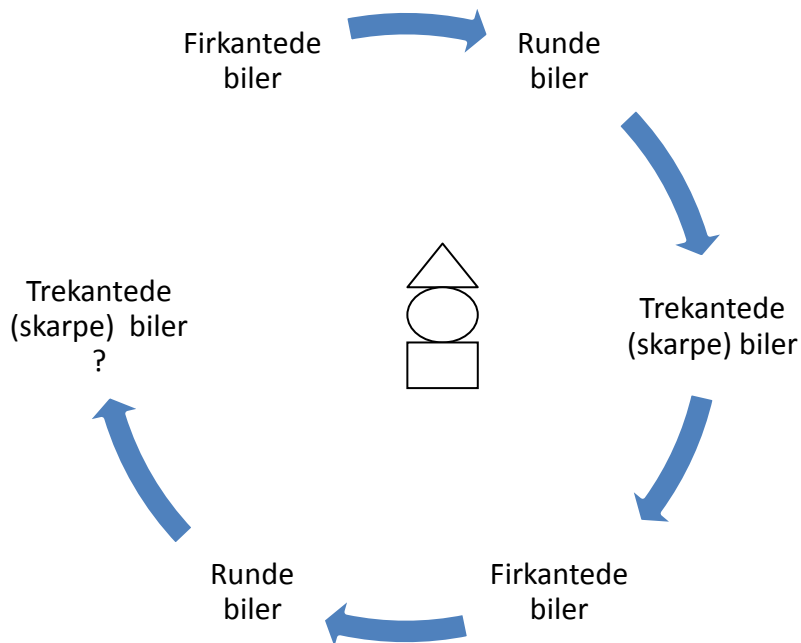 Firkantede
biler
Runde
biler
Trekantede
(skarpe) biler
Firkantede
biler
Runde
biler
Trekantede
(skarpe) biler
?